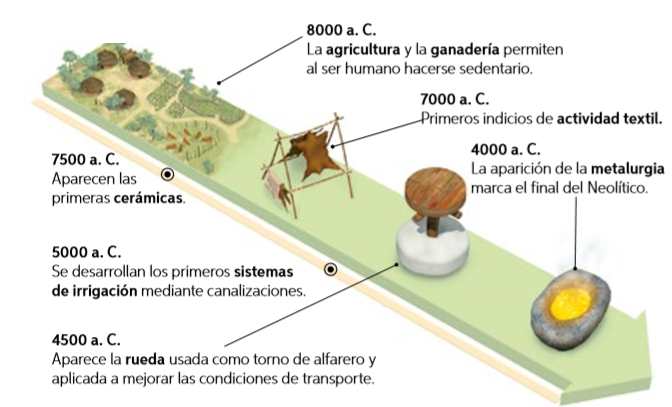 8000 a. C.
La agricultura y la ganadería permiten
al ser humano hacerse sedentario.
7000 a. C.
Primeros indicios de actividad textil.
4000 a. C.
La aparición de la metalurgia
marca el final del Neolítico.
7500 a. C.
Aparecen las
primeras cerámicas.
5000 a. C.
Se desarrollan los primeros sistemas
de irrigación mediante canalizaciones.
4500 a. C.
Aparece la rueda usada como torno de alfarero y
aplicada a mejorar las condiciones de transporte.